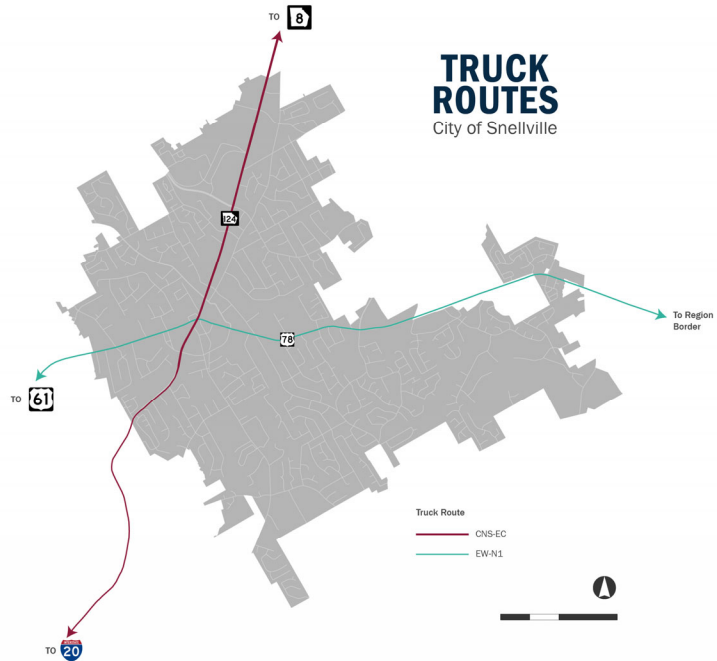 TO 8
TRUCK
ROUTES
City of Snellville
124
78
To Region
Border
TO 61
Truck Route
CNS-EC
EW-N1
TO 20